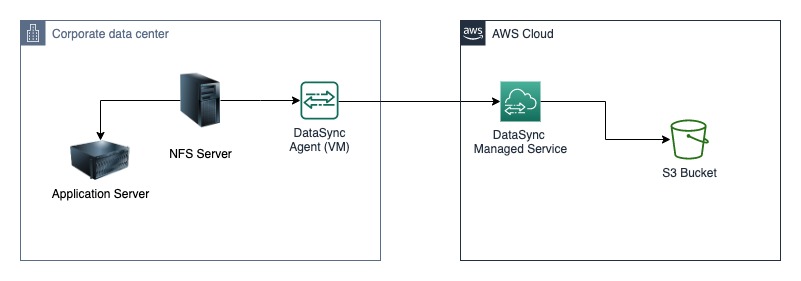 Corporate data center
aws
AWS Cloud
NFS Server
DataSync
Agent (VM)
DataSync
Managed Service
Application Server
S3 Bucket